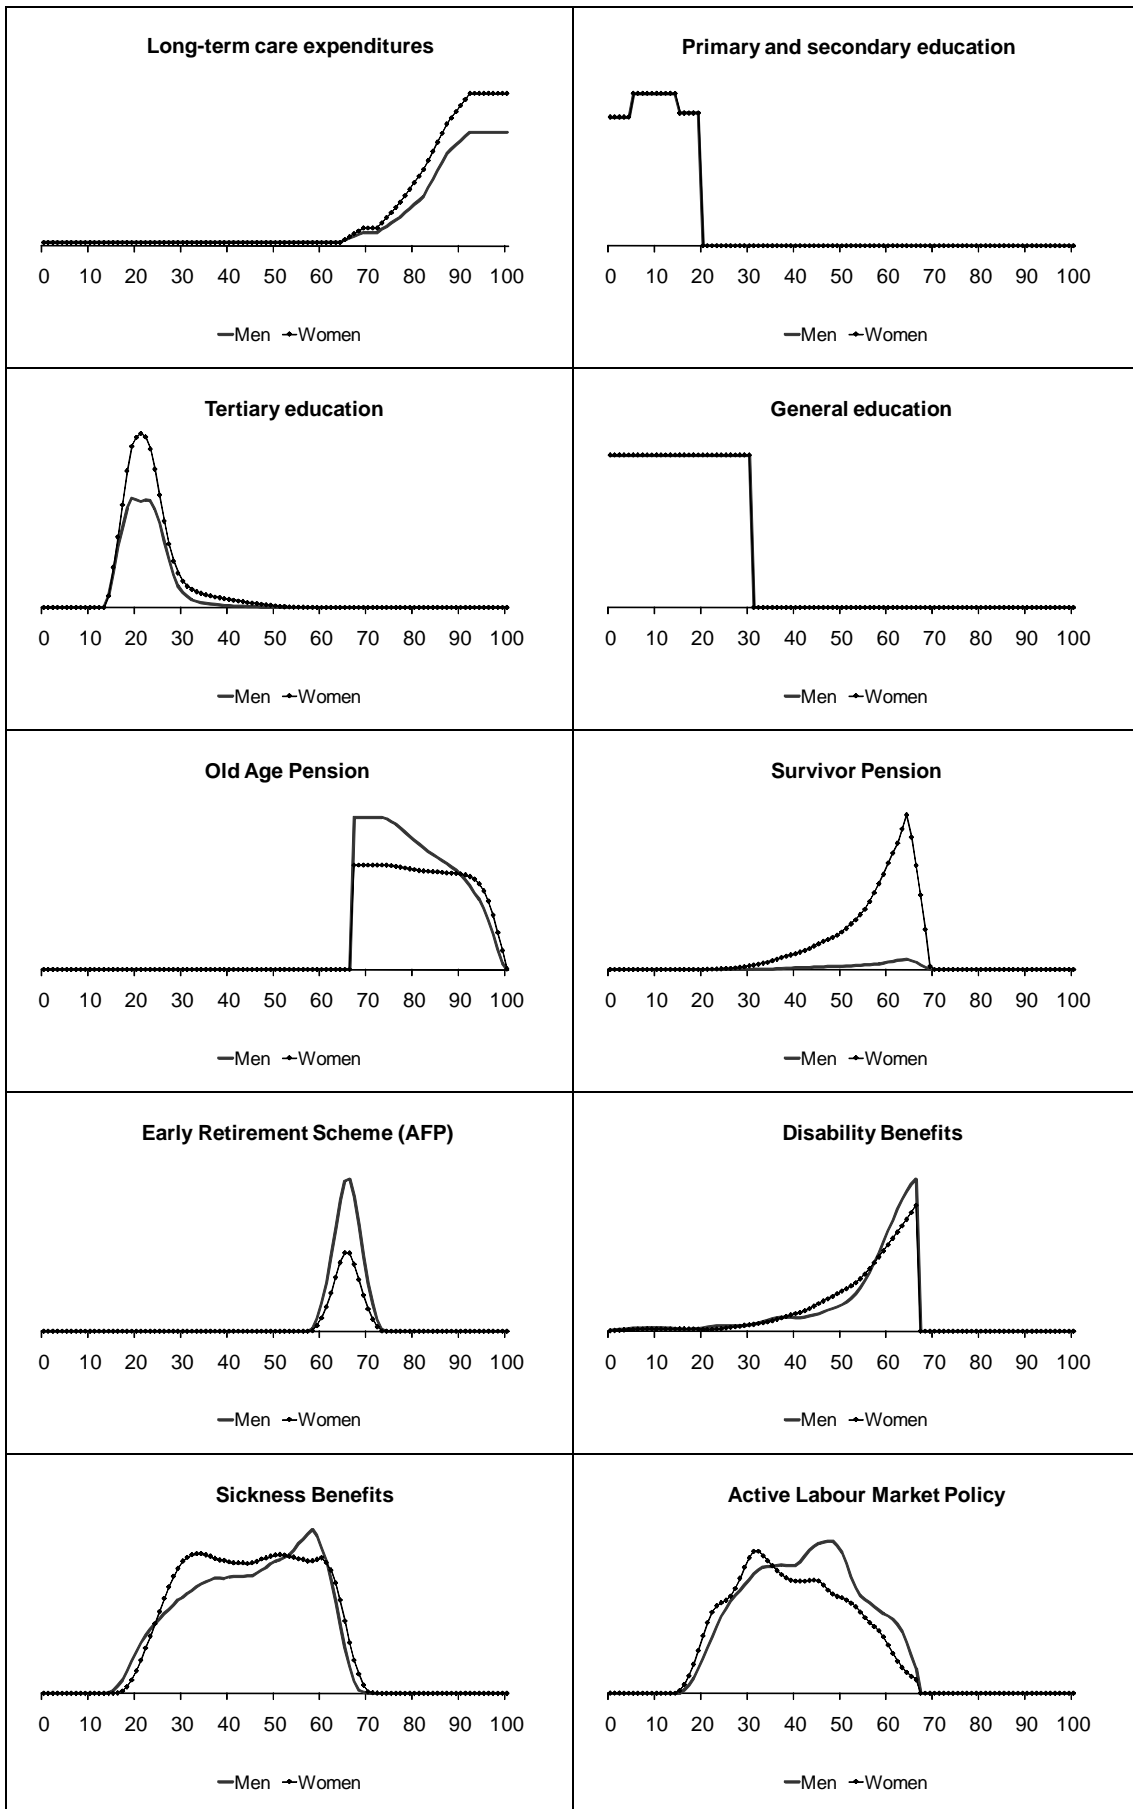 Long-term care expenditures
0 10 20 30 40 50 60 70 80 90 100
Men Women
Primary and secondary education
0 10 20 30 40 50 60 70 80 90 100
Men Women
Tertiary education
0 10 20 30 40 50 60 70 80 90 100
Men Women
General education
0 10 20 30 40 50 60 70 80 90 100
Men Women
Old Age Pension
0 10 20 30 40 50 60 70 80 90 100
Men Women
Survivor Pension
0 10 20 30 40 50 60 70 80 90 100
Men Women
Early Retirement Scheme (AFP)
0 10 20 30 40 50 60 70 80 90 100
Men Women
Disability Benefits
0 10 20 30 40 50 60 70 80 90 100
Men Women
Sickness Benefits
0 10 20 30 40 50 60 70 80 90 100
Men Women
Active Labour Market Policy
0 10 20 30 40 50 60 70 80 90 100
Men Women